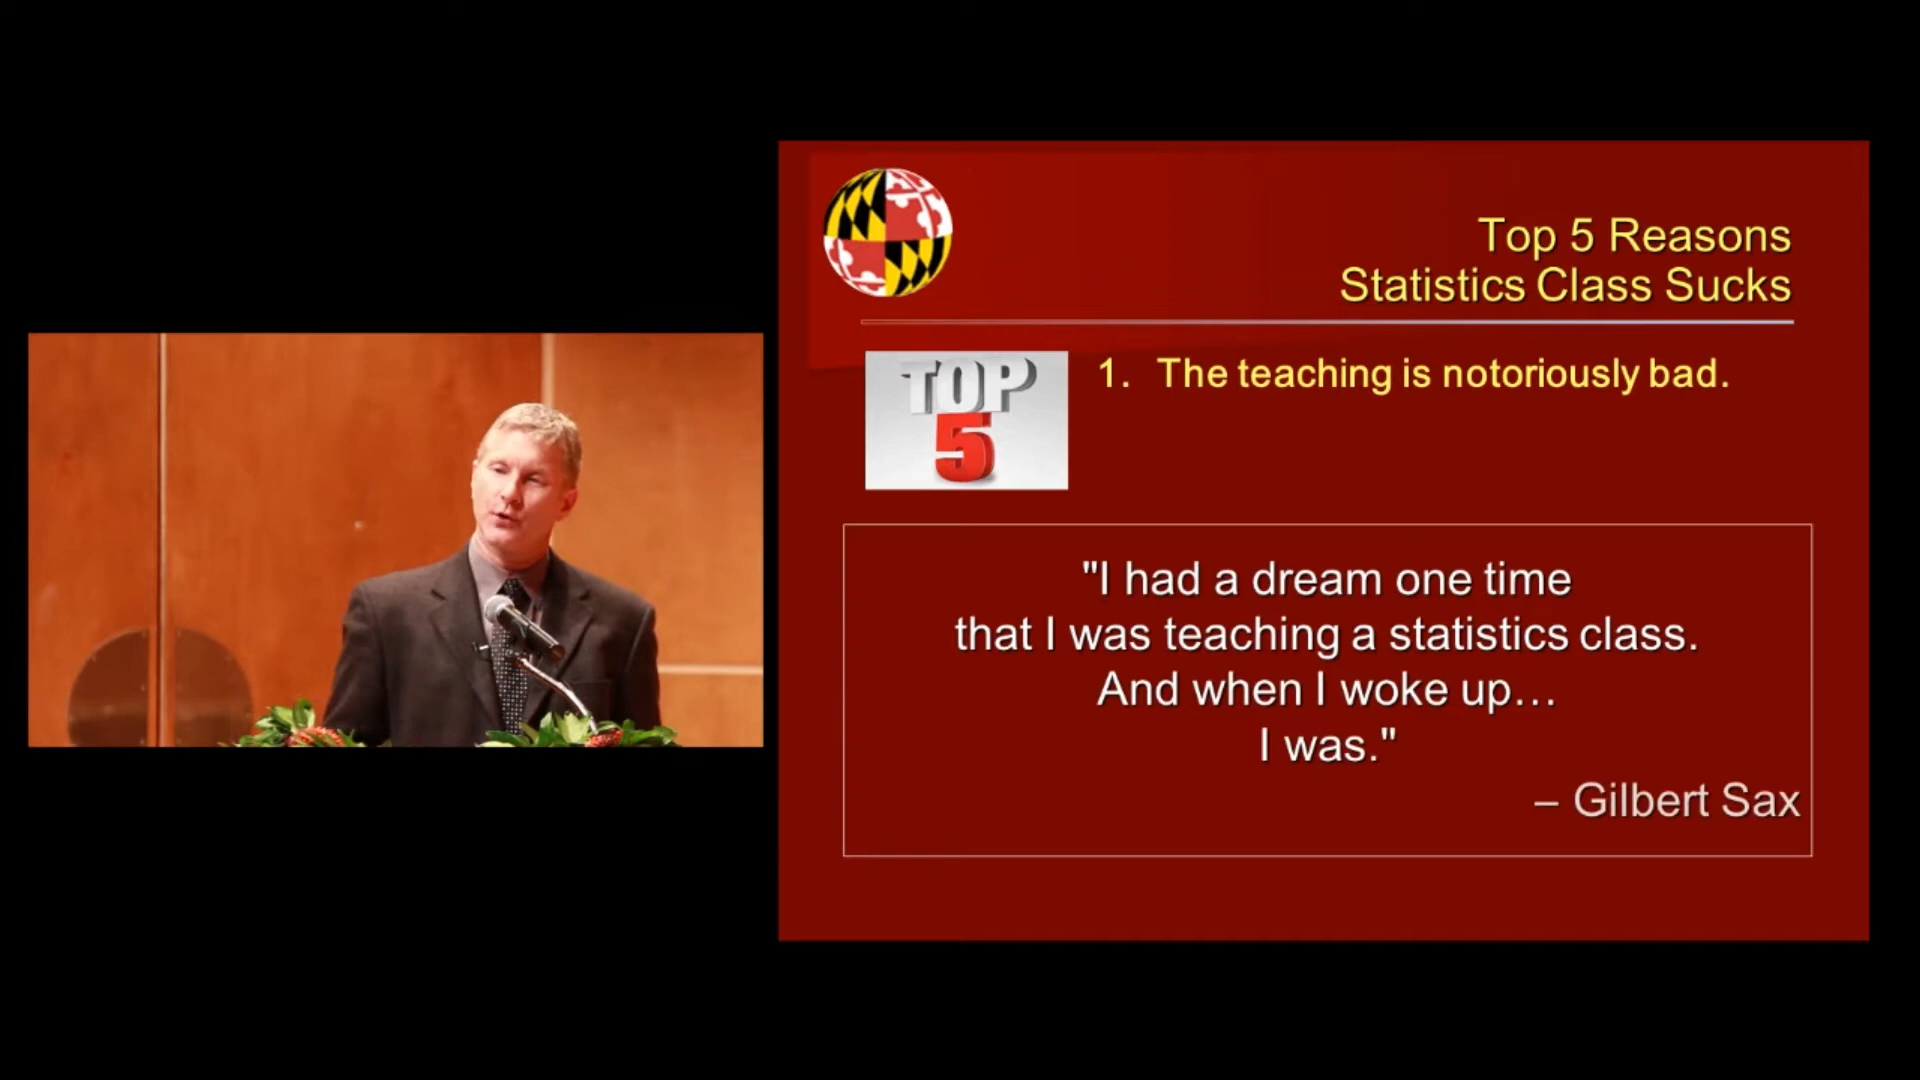 Top 5 Reasons
Statistics Class Sucks
TOP
5
1. The teaching is notoriously bad.
"I had a dream one time
that I was teaching a statistics class.
And when I woke up…
I was."
– Gilbert Sax